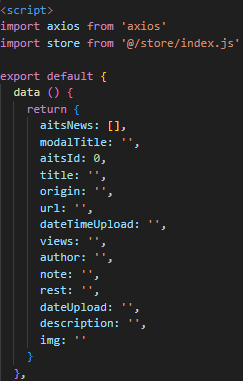 <script>
import axios from 'axios'
import store from '@/store/index.js'
export default {
data () {
return {
aitsNews: [],
modalTitle: '',
aitsId: 0,
title: '',
origin: '',
url: '',
dateTimeUpload: '',
views: '',
author: '',
note: '',
rest: '',
dateUpload: '',
description: '',
img: ''
}
},